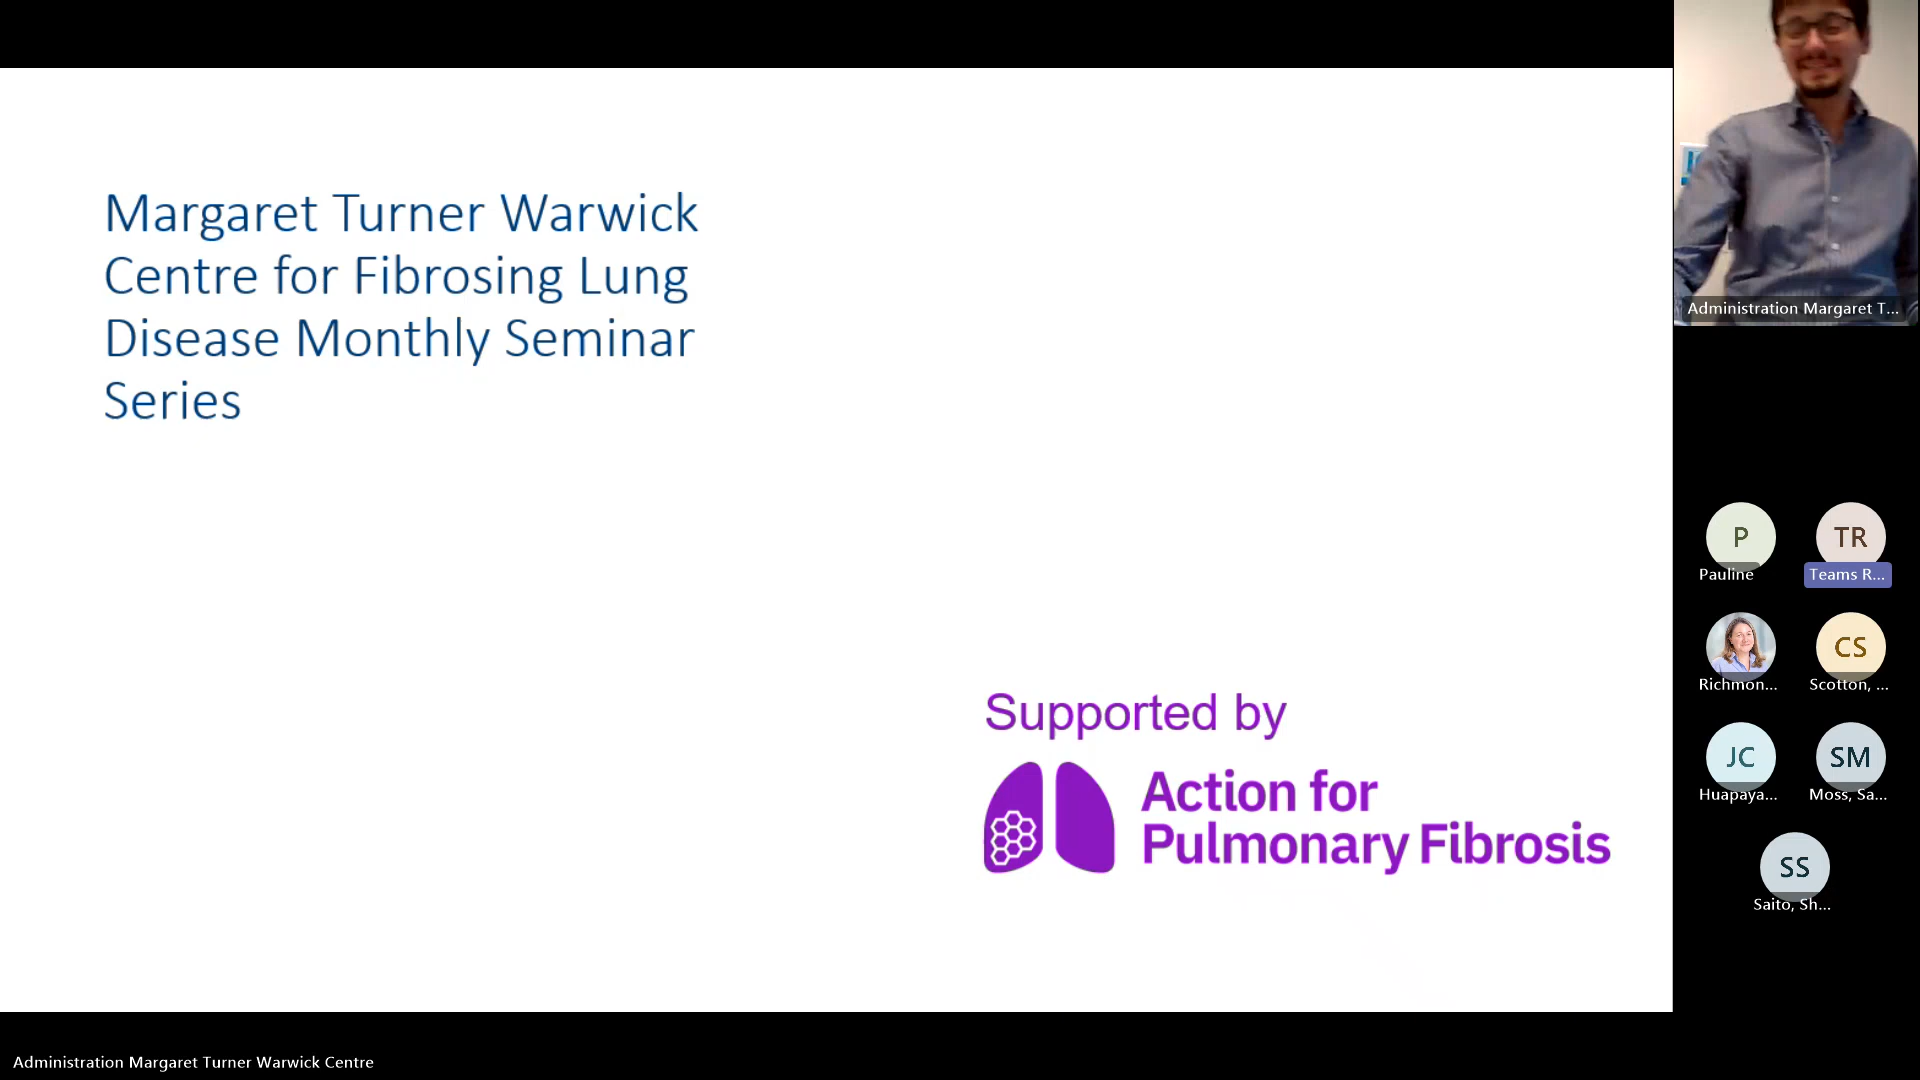 Margaret Turner Warwick
Centre for Fibrosing Lung
Disease Monthly Seminar
Series
Supported by
Action for
Pulmonary Fibrosis
Administration Margaret T...
P
Pauline
TR
Teams R...
Richmon...
CS
Scotton, ...
JC
Huapaya...
SM
Moss, Sa...
SS
Saito, Sh...
Administration Margaret Turner Warwick Centre